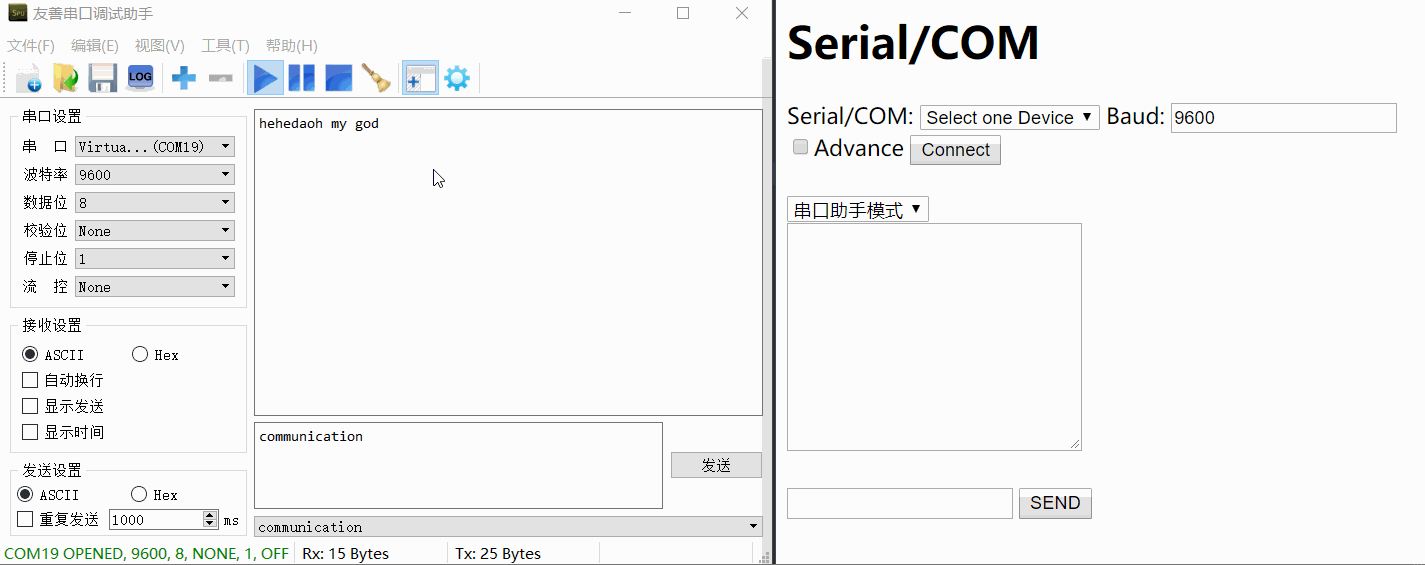 友善串口调试助手
文件(F) 编辑(E) 视图(V) 工具(T) 帮助(H)
LOG
串口设置
串 口 Virtua...(COM19)
波特率 9600
数据位 8
校验位 None
停止位 1
流 控 None
接收设置
ASCII Hex
自动换行
显示发送
显示时间
发送设置
ASCII Hex
重复发送 1000 ms
hehedaoh my god
communication
发送
communication
COM19 OPENED, 9600, 8, NONE, 1, OFF Rx: 15 Bytes Tx: 25 Bytes
Serial/COM
Serial/COM: Select one Device Baud: 9600
Advance Connect
串口助手模式
SEND